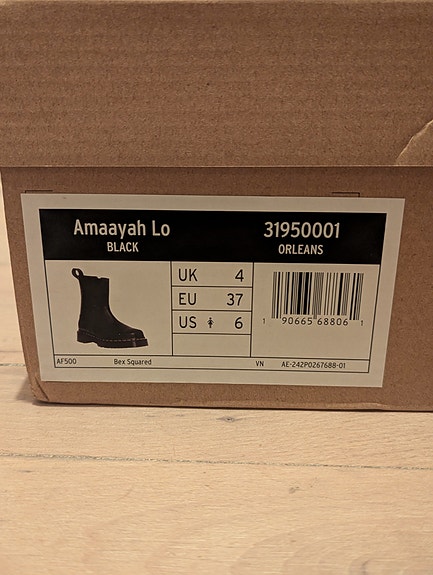 Amaayah Lo
BLACK
31950001
ORLEANS
UK 4
EU 37
US 6
1 90665 68806 1
AF500 Bex Squared
VN AE-242P0267688-01